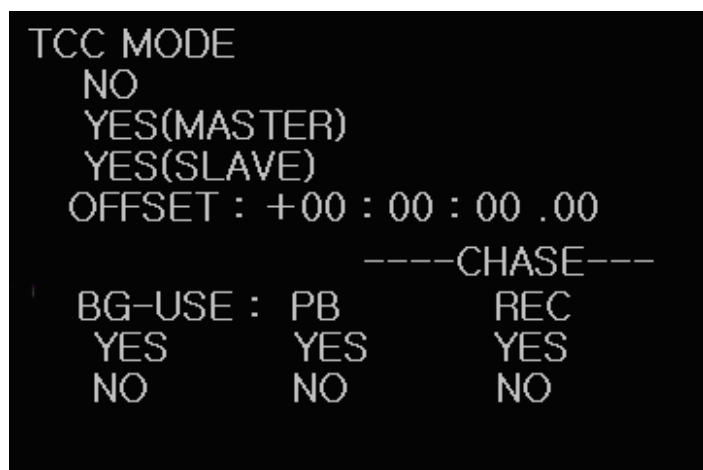 TCC MODE
NO
YES(MASTER)
YES(SLAVE)
OFFSET : +00 : 00 : 00 .00
----CHASE---
BG-USE : PB REC
YES YES YES
NO NO NO